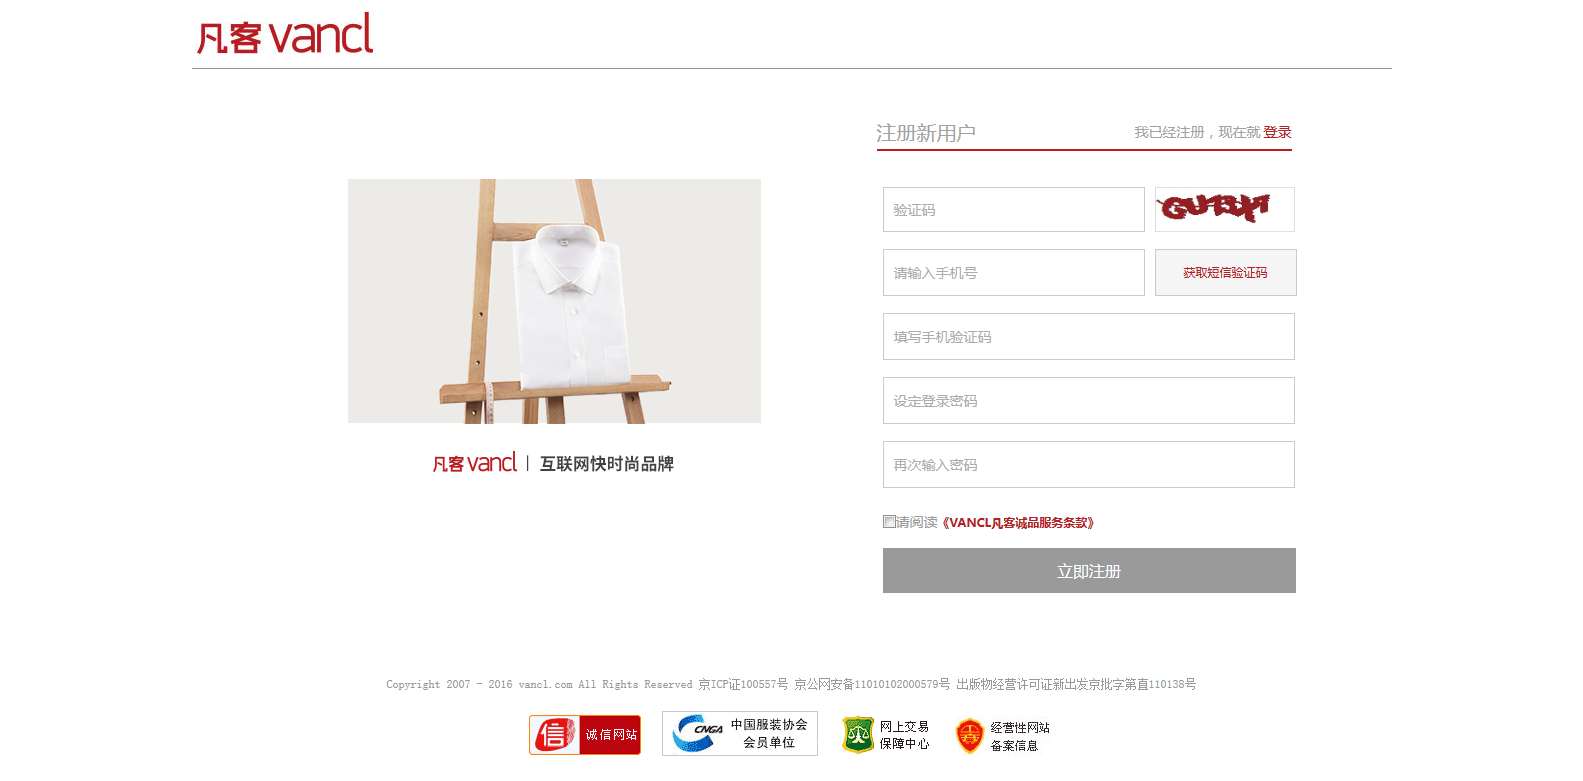 凡客 vancl
注册新用户
我已经注册，现在就 登录
验证码
请输入手机号
获取短信验证码
填写手机验证码
设定登录密码
再次输入密码
请阅读《VANCL凡客诚品服务条款》
立即注册
凡客 vancl | 互联网快时尚品牌
Copyright 2007 - 2016 vancl.com All Rights Reserved 京ICP证100557号 京公网安备11010102000579号 出版物经营许可证新出发京批字第直110138号
信 诚信网站
CNGA 中国服装协会
会员单位
网上交易
保障中心
经营性网站
备案信息